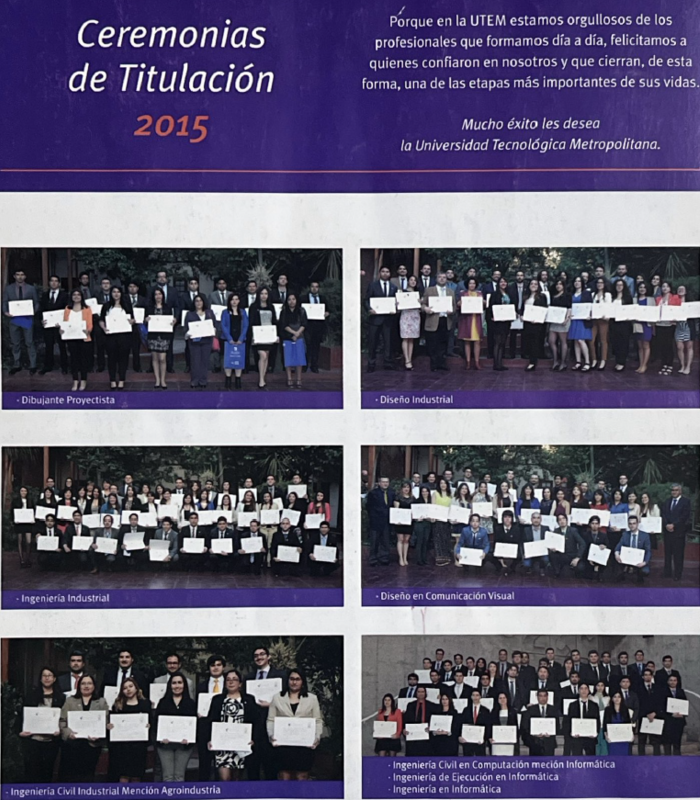 Ceremonias
de Titulación
2015
Porque en la UTEM estamos orgullosos de los
profesionales que formamos día a día, felicitamos a
quienes confiaron en nosotros y que cierran, de esta
forma, una de las etapas más importantes de sus vidas.
Mucho éxito les desea
la Universidad Tecnológica Metropolitana.
· Dibujante Proyectista
· Diseño Industrial
· Ingeniería Industrial
· Diseño en Comunicación Visual
· Ingeniería Civil Industrial Mención Agroindustria
· Ingeniería Civil en Computación meción Informática
· Ingeniería de Ejecución en Informática
· Ingeniería en Informática